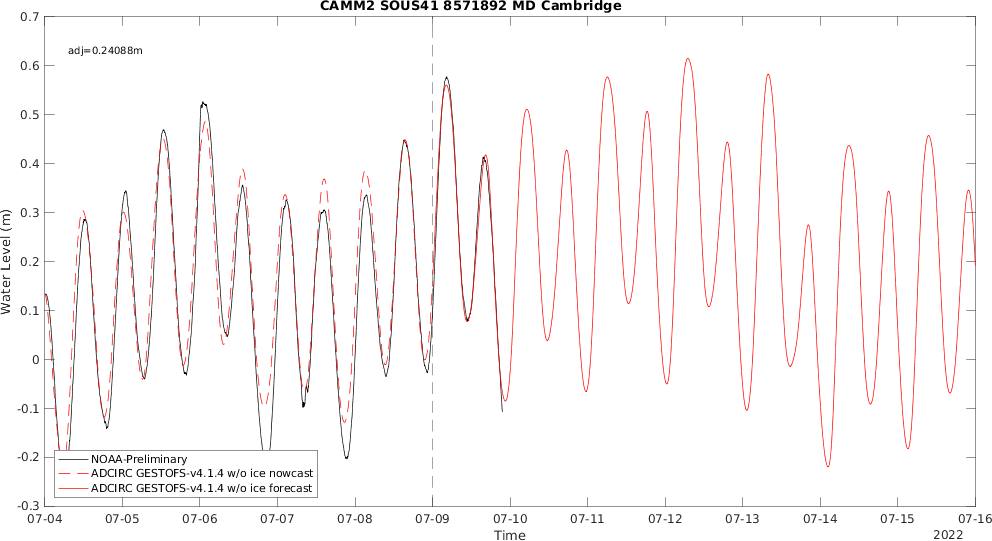 CAMM2 SOUS41 8571892 MD Cambridge
adj=0.24088m
Water Level (m)
0.7
0.6
0.5
0.4
0.3
0.2
0.1
0
-0.1
-0.2
-0.3
NOAA-Preliminary
ADCIRC GESTOFS-v4.1.4 w/o ice nowcast
ADCIRC GESTOFS-v4.1.4 w/o ice forecast
07-04 07-05 07-06 07-07 07-08 07-09 07-10 07-11 07-12 07-13 07-14 07-15 07-16
Time
2022